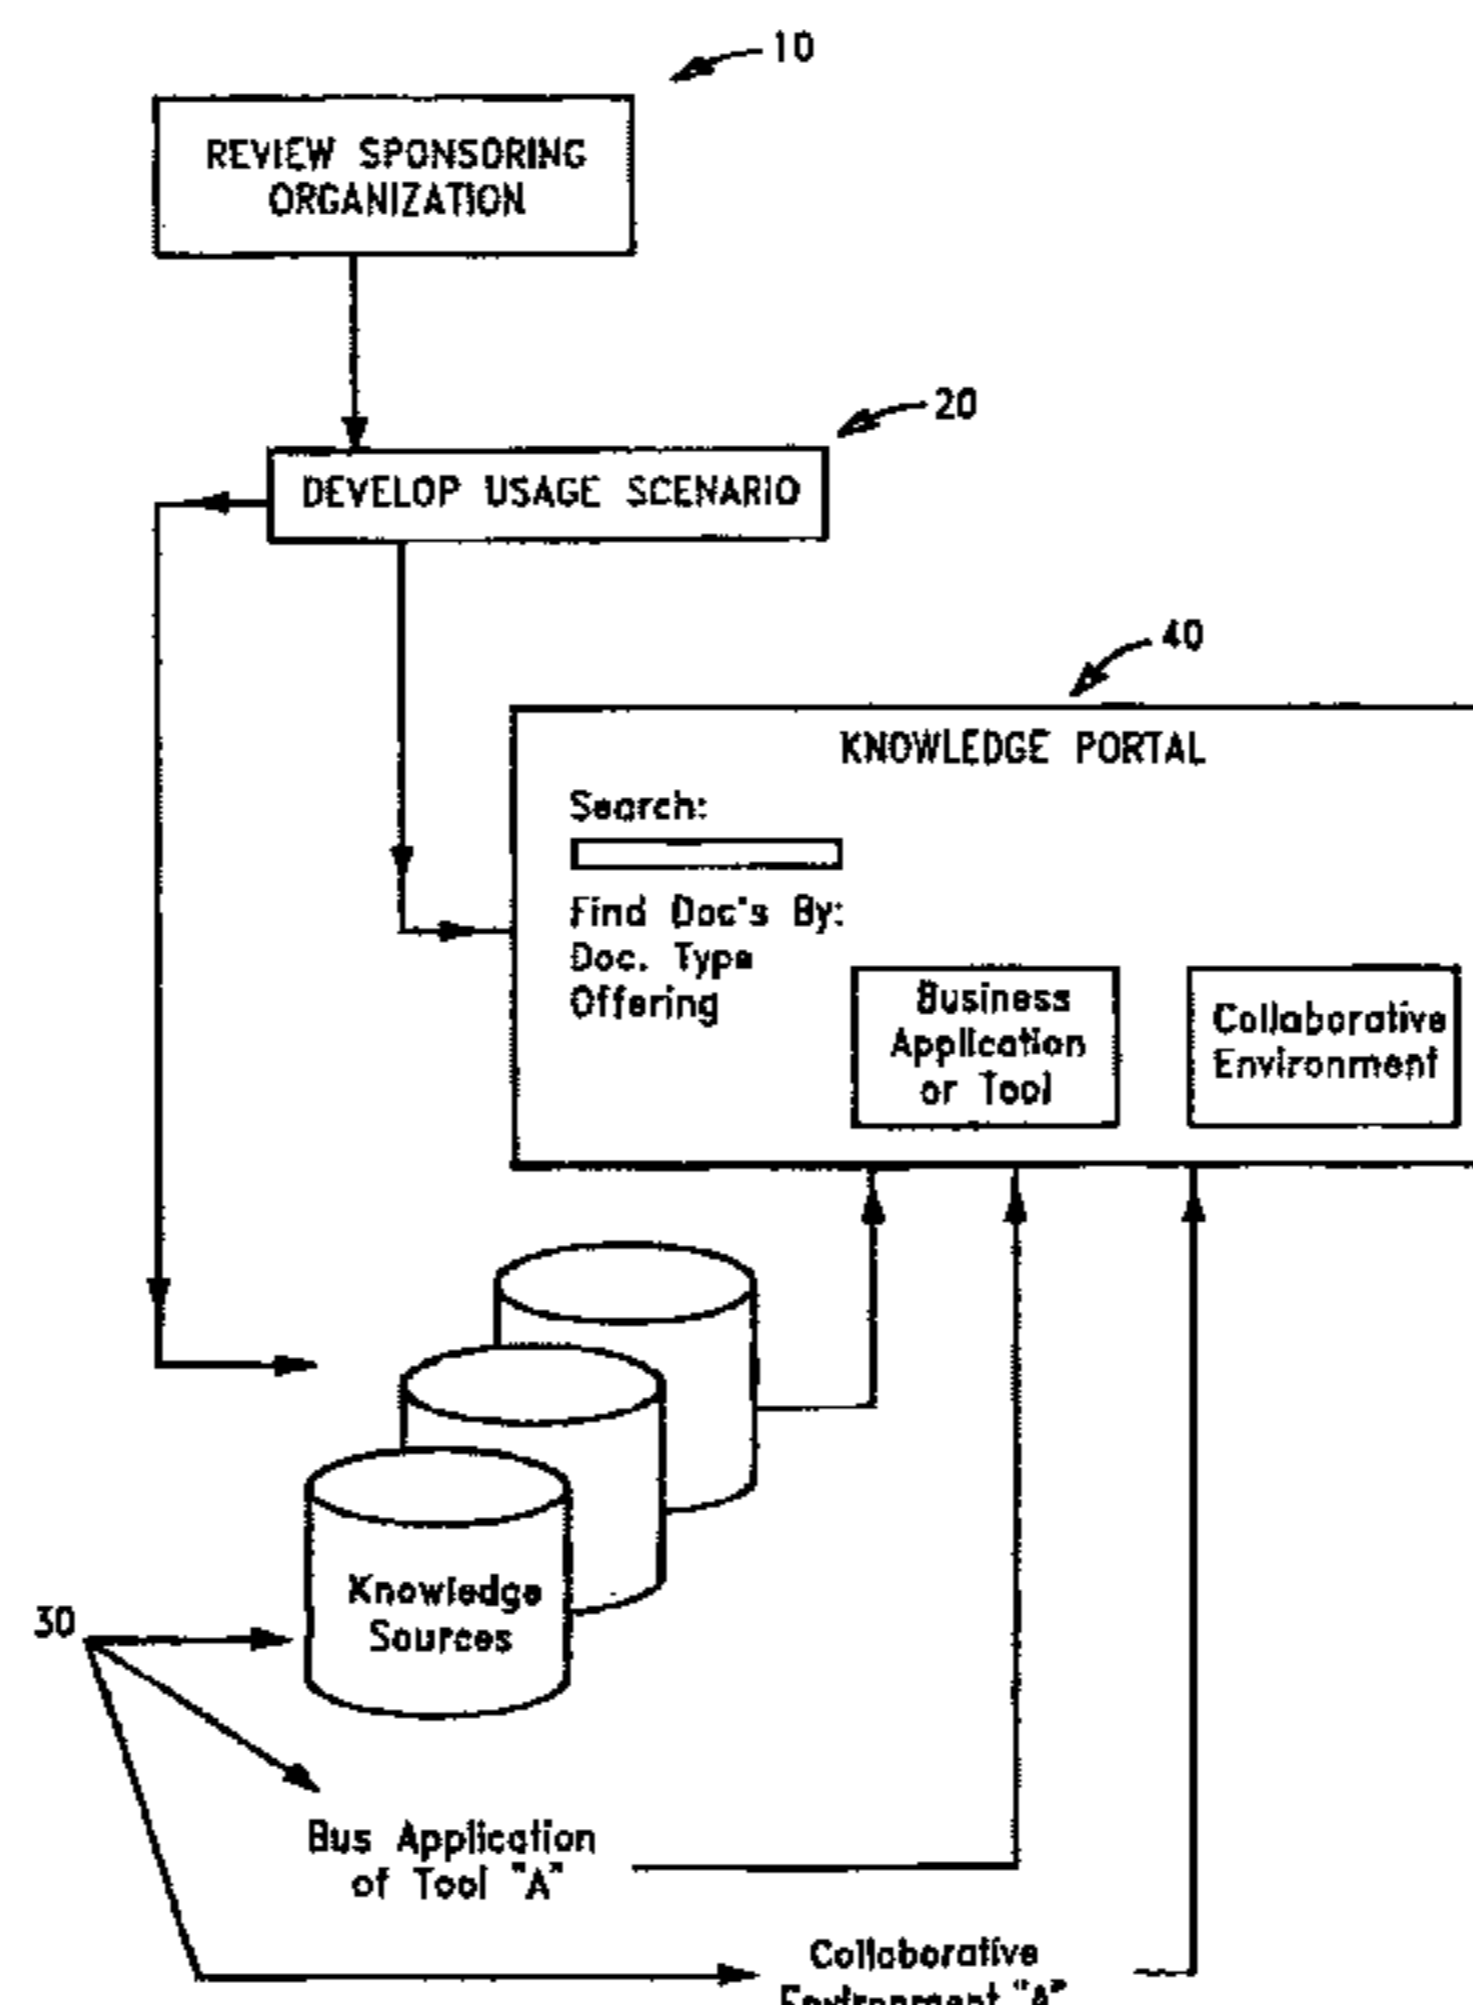 10
REVIEW SPONSORING
ORGANIZATION
20
DEVELOP USAGE SCENARIO
40
KNOWLEDGE PORTAL
Search:
Find Doc's By:
Doc. Type
Offering
Business
Application
or Tool
Collaborative
Environment
Knowledge
Sources
30
Bus Application
of Tool "A"
Collaborative
Environment "A"